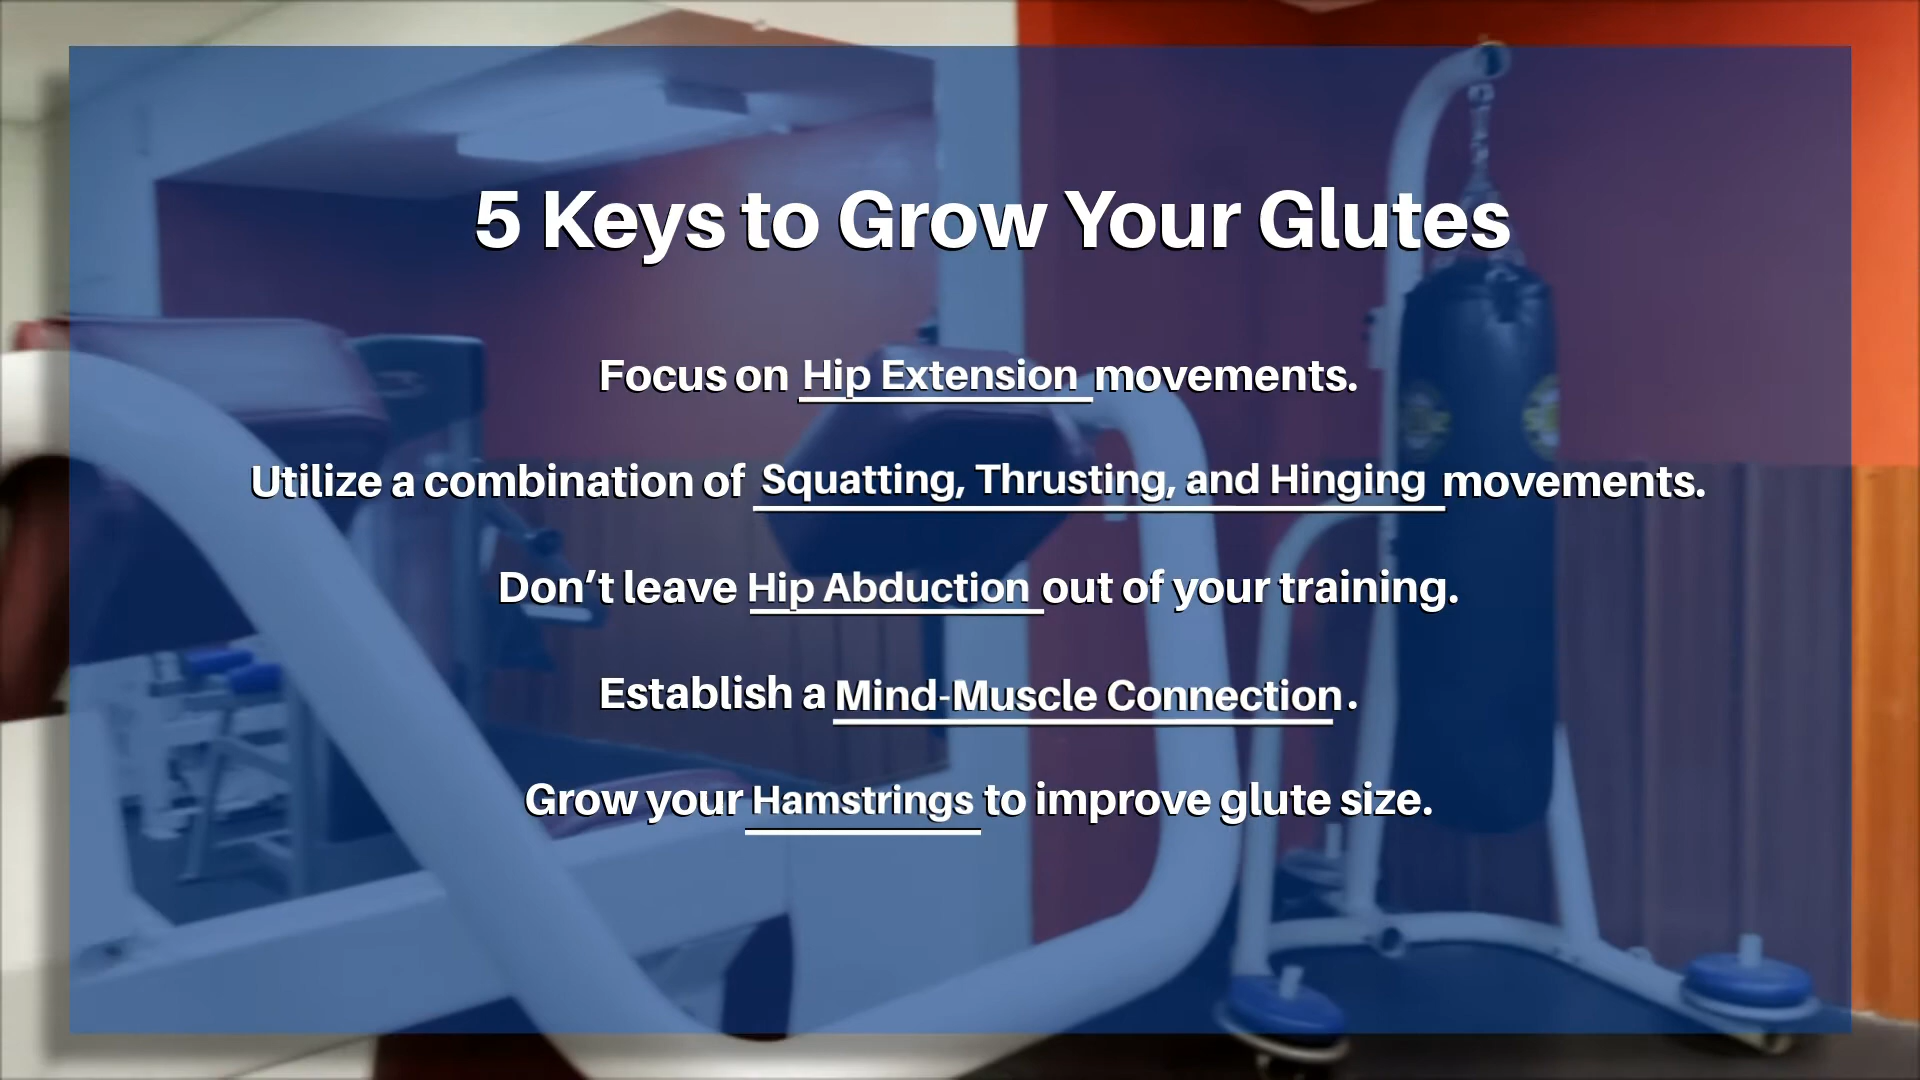 5 Keys to Grow Your Glutes
Focus on Hip Extension movements.
Utilize a combination of Squatting, Thrusting, and Hinging movements.
Don’t leave Hip Abduction out of your training.
Establish a Mind-Muscle Connection.
Grow your Hamstrings to improve glute size.